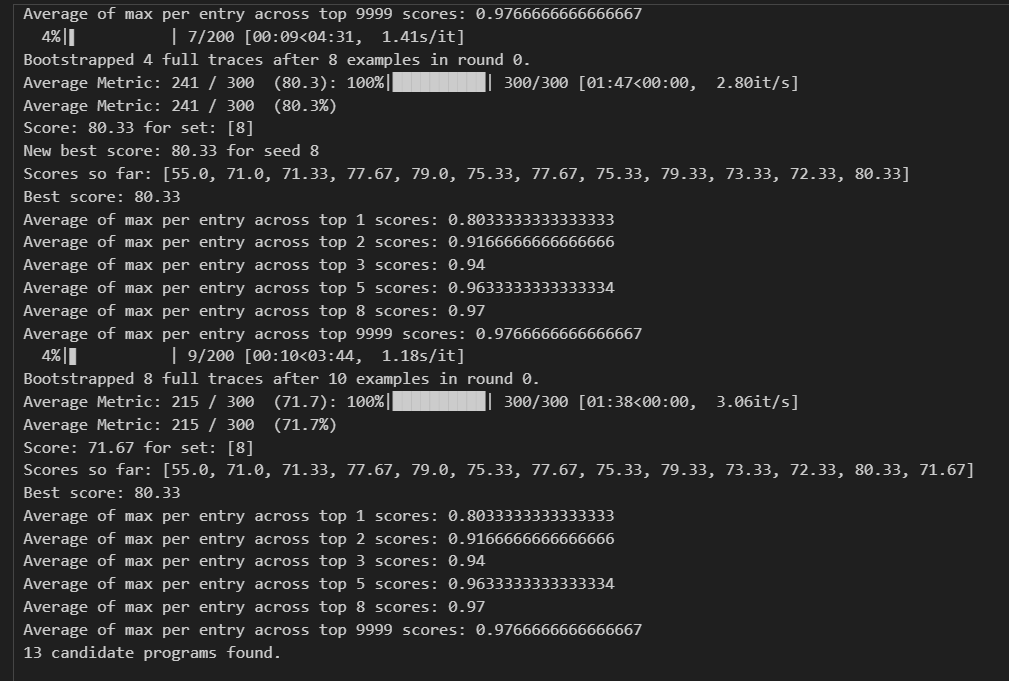 Average of max per entry across top 9999 scores: 0.9766666666666667
4%|▌ | 7/200 [00:09<04:31, 1.41s/it]
Bootstrapped 4 full traces after 8 examples in round 0.
Average Metric: 241 / 300 (80.3): 100%|██████████| 300/300 [01:47<00:00, 2.80it/s]
Average Metric: 241 / 300 (80.3%)
Score: 80.33 for set: [8]
New best score: 80.33 for seed 8
Scores so far: [55.0, 71.0, 71.33, 77.67, 79.0, 75.33, 77.67, 75.33, 79.33, 73.33, 72.33, 80.33]
Best score: 80.33
Average of max per entry across top 1 scores: 0.8033333333333333
Average of max per entry across top 2 scores: 0.9166666666666666
Average of max per entry across top 3 scores: 0.94
Average of max per entry across top 5 scores: 0.9633333333333334
Average of max per entry across top 8 scores: 0.97
Average of max per entry across top 9999 scores: 0.9766666666666667
4%|▌ | 9/200 [00:10<03:44, 1.18s/it]
Bootstrapped 8 full traces after 10 examples in round 0.
Average Metric: 215 / 300 (71.7): 100%|██████████| 300/300 [01:38<00:00, 3.06it/s]
Average Metric: 215 / 300 (71.7%)
Score: 71.67 for set: [8]
Scores so far: [55.0, 71.0, 71.33, 77.67, 79.0, 75.33, 77.67, 75.33, 79.33, 73.33, 72.33, 80.33, 71.67]
Best score: 80.33
Average of max per entry across top 1 scores: 0.8033333333333333
Average of max per entry across top 2 scores: 0.9166666666666666
Average of max per entry across top 3 scores: 0.94
Average of max per entry across top 5 scores: 0.9633333333333334
Average of max per entry across top 8 scores: 0.97
Average of max per entry across top 9999 scores: 0.9766666666666667
13 candidate programs found.